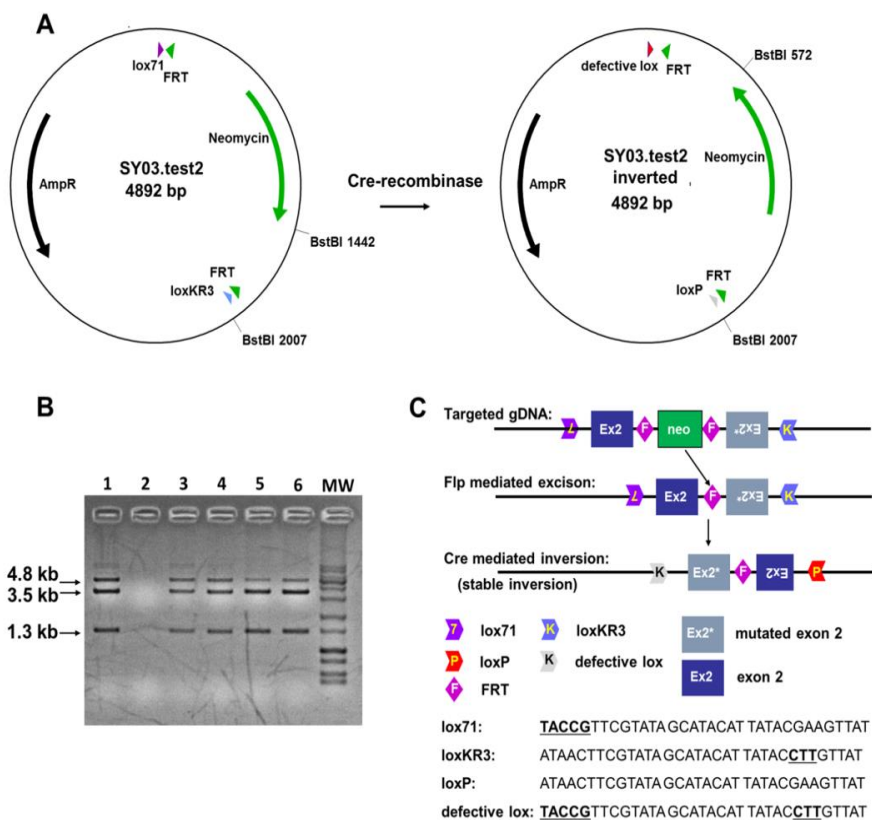 A
lox71
FRT
Neomycin
SY03.test2
4892 bp
AmpR
BstBI 1442
FRT
loxKR3
BstBI 2007
Cre-recombinase
defective lox
FRT
BstBI 572
Neomycin
SY03.test2
inverted
4892 bp
AmpR
FRT
loxP
BstBI 2007
B
1 2 3 4 5 6 MW
4.8 kb
3.5 kb
1.3 kb
C
Targeted gDNA:
7 Ex2 F neo F Ex2* K
Flp mediated excison:
7 Ex2 F Ex2* K
Cre mediated inversion:
(stable inversion)
K Ex2* F Ex2 P
7 lox71
K loxKR3
Ex2* mutated exon 2
P loxP
K defective lox
F FRT
Ex2 exon 2
lox71: TACCGTTCGTATA GCATACAT TATACGAAGTTAT
loxKR3: ATAACTTCGTATA GCATACAT TATACCTTGTTAT
loxP: ATAACTTCGTATA GCATACAT TATACGAAGTTAT
defective lox: TACCGTTCGTATA GCATACAT TATACCTTGTTAT